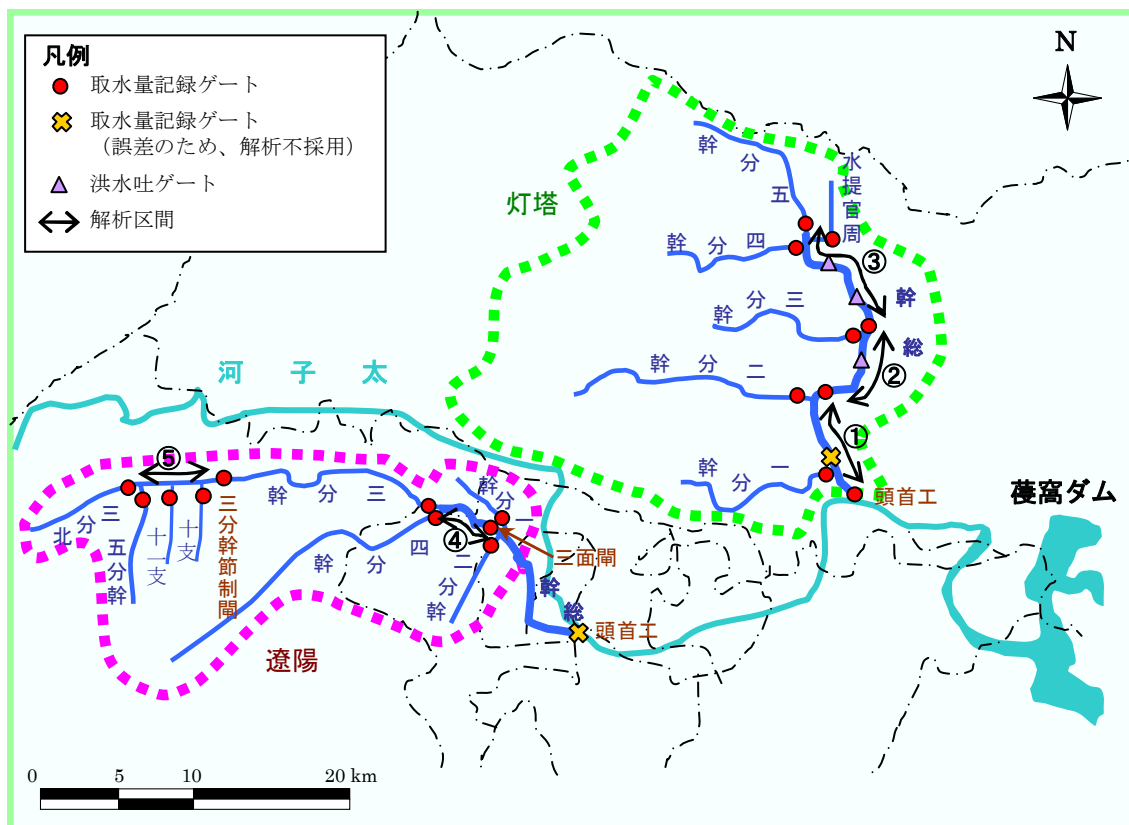 凡例
取水量記録ゲート
取水量記録ゲート
（誤差のため、解析不採用）
洪水吐ゲート
解析区間
N
灯塔
幹分五
水提官周
幹分四
③
幹分三
幹総
②
幹分二
①
幹分一
頭首工
葠窩ダム
河子太
⑤
北分三
五分幹
十一支
十支
三分幹節制閘
幹分三
幹分一
幹分四
④
二分幹
三面閘
幹総
頭首工
遼陽
0 5 10 20 km